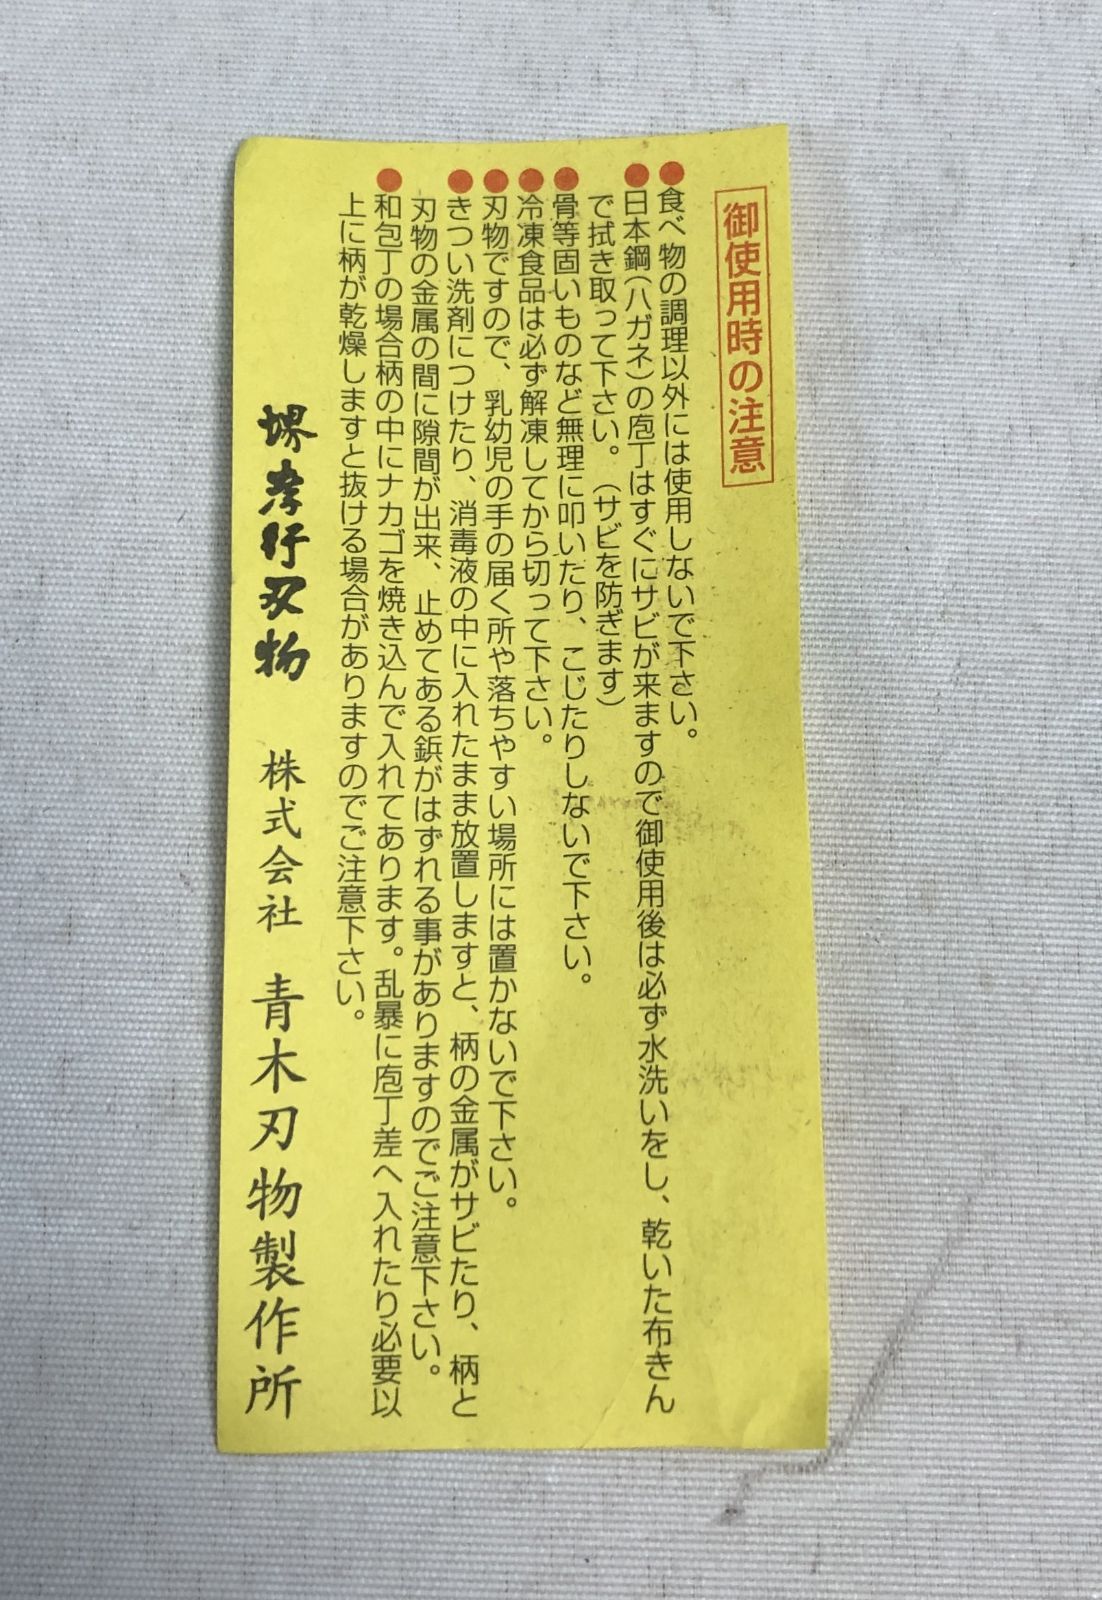 御使用時の注意
●食べ物の調理以外には使用しないで下さい。
●日本鋼(ハガネ)の庖丁はすぐにサビが来ますので御使用後は必ず水洗いをし、乾いた布きん
で拭き取って下さい。(サビを防ぎます)
●骨等固いものなど無理に叩いたり、こじたりしないで下さい。
●冷凍食品は必ず解凍してから切って下さい。
●刃物ですので、乳幼児の手の届く所や落ちやすい場所には置かないで下さい。
●きつい洗剤につけたり、消毒液の中に入れたまま放置しますと、柄の金属がサビたり、柄と
刃物の金属の間に隙間が出来、止めてある鋲がはずれる事がありますのでご注意下さい。
●和包丁の場合柄の中にナカゴを焼き込んで入れてあります。乱暴に庖丁差へ入れたり必要以
上に柄が乾燥しますと抜ける場合がありますのでご注意下さい。
堺孝行刃物 株式会社 青木刃物製作所